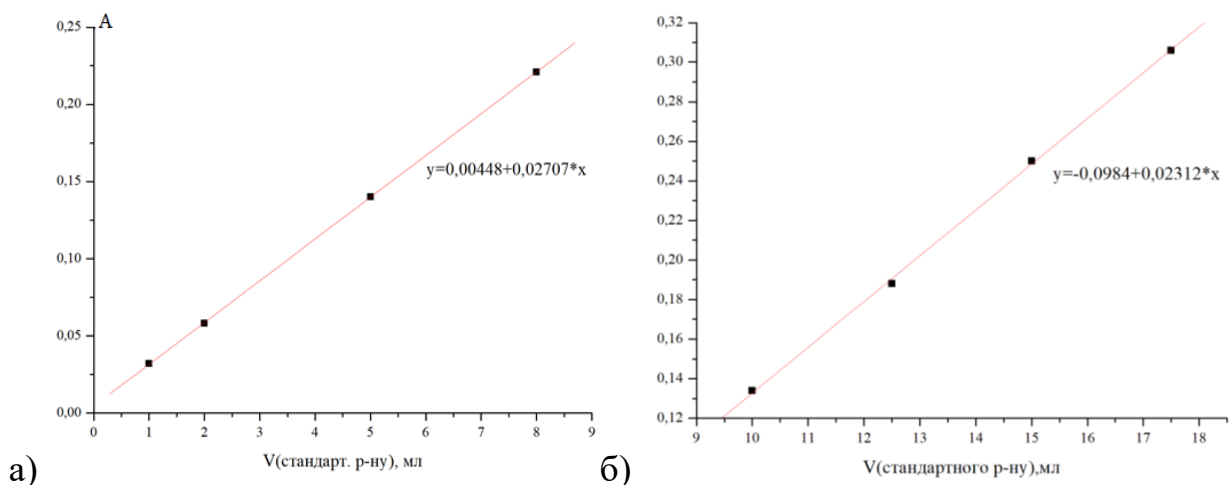 A
0,25
0,20
0,15
0,10
0,05
0,00
y=0,00448+0,02707*x
0 1 2 3 4 5 6 7 8 9
V(стандарт. р-ну), мл
а)
0,32
0,30
0,28
0,26
0,24
0,22
0,20
0,18
0,16
0,14
0,12
y=-0,0984+0,02312*x
9 10 11 12 13 14 15 16 17 18
V(стандартного р-ну),мл
б)